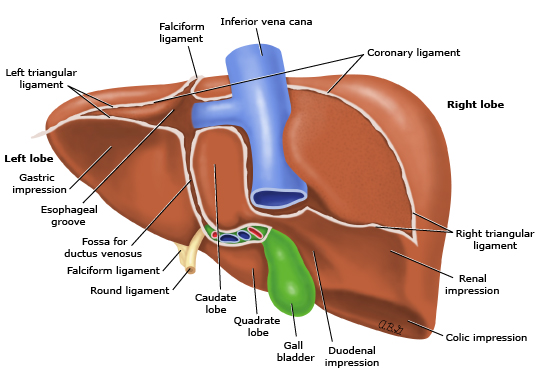 Falciform
ligament
Inferior vena cana
Coronary ligament
Left triangular
ligament
Right lobe
Left lobe
Gastric
impression
Esophageal
groove
Fossa for
ductus venosus
Falciform ligament
Round ligament
Caudate
lobe
Quadrate
lobe
Gall
bladder
Duodenal
impression
Right triangular
ligament
Renal
impression
Colic impression